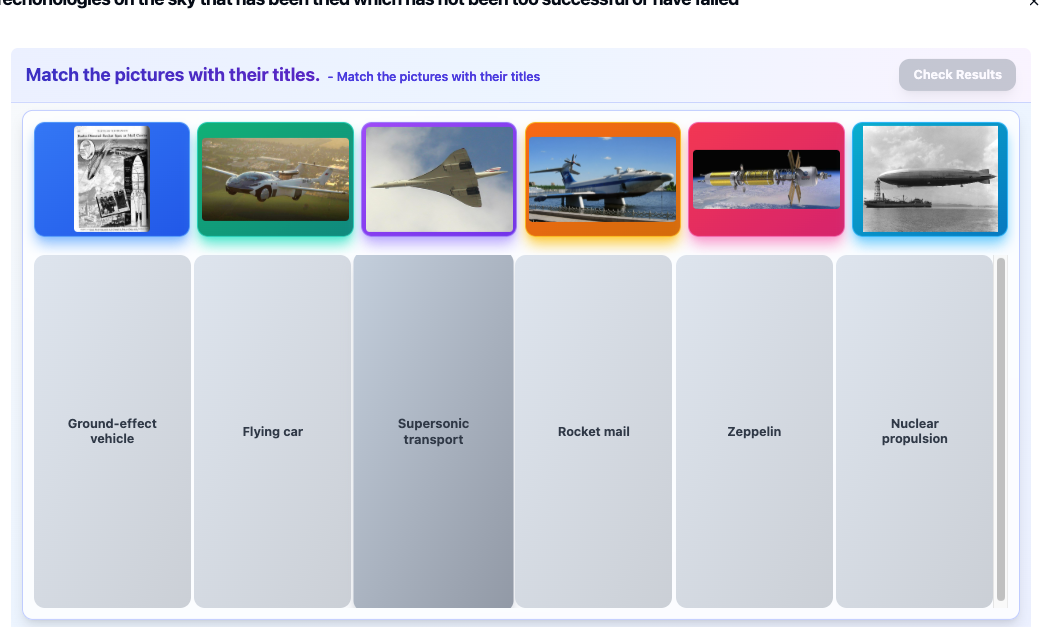 echonologies on the sky that has been tried which has not been too successful or have failed
×
Match the pictures with their titles. - Match the pictures with their titles
Check Results
Ground-effect
vehicle
Flying car
Supersonic
transport
Rocket mail
Zeppelin
Nuclear
propulsion